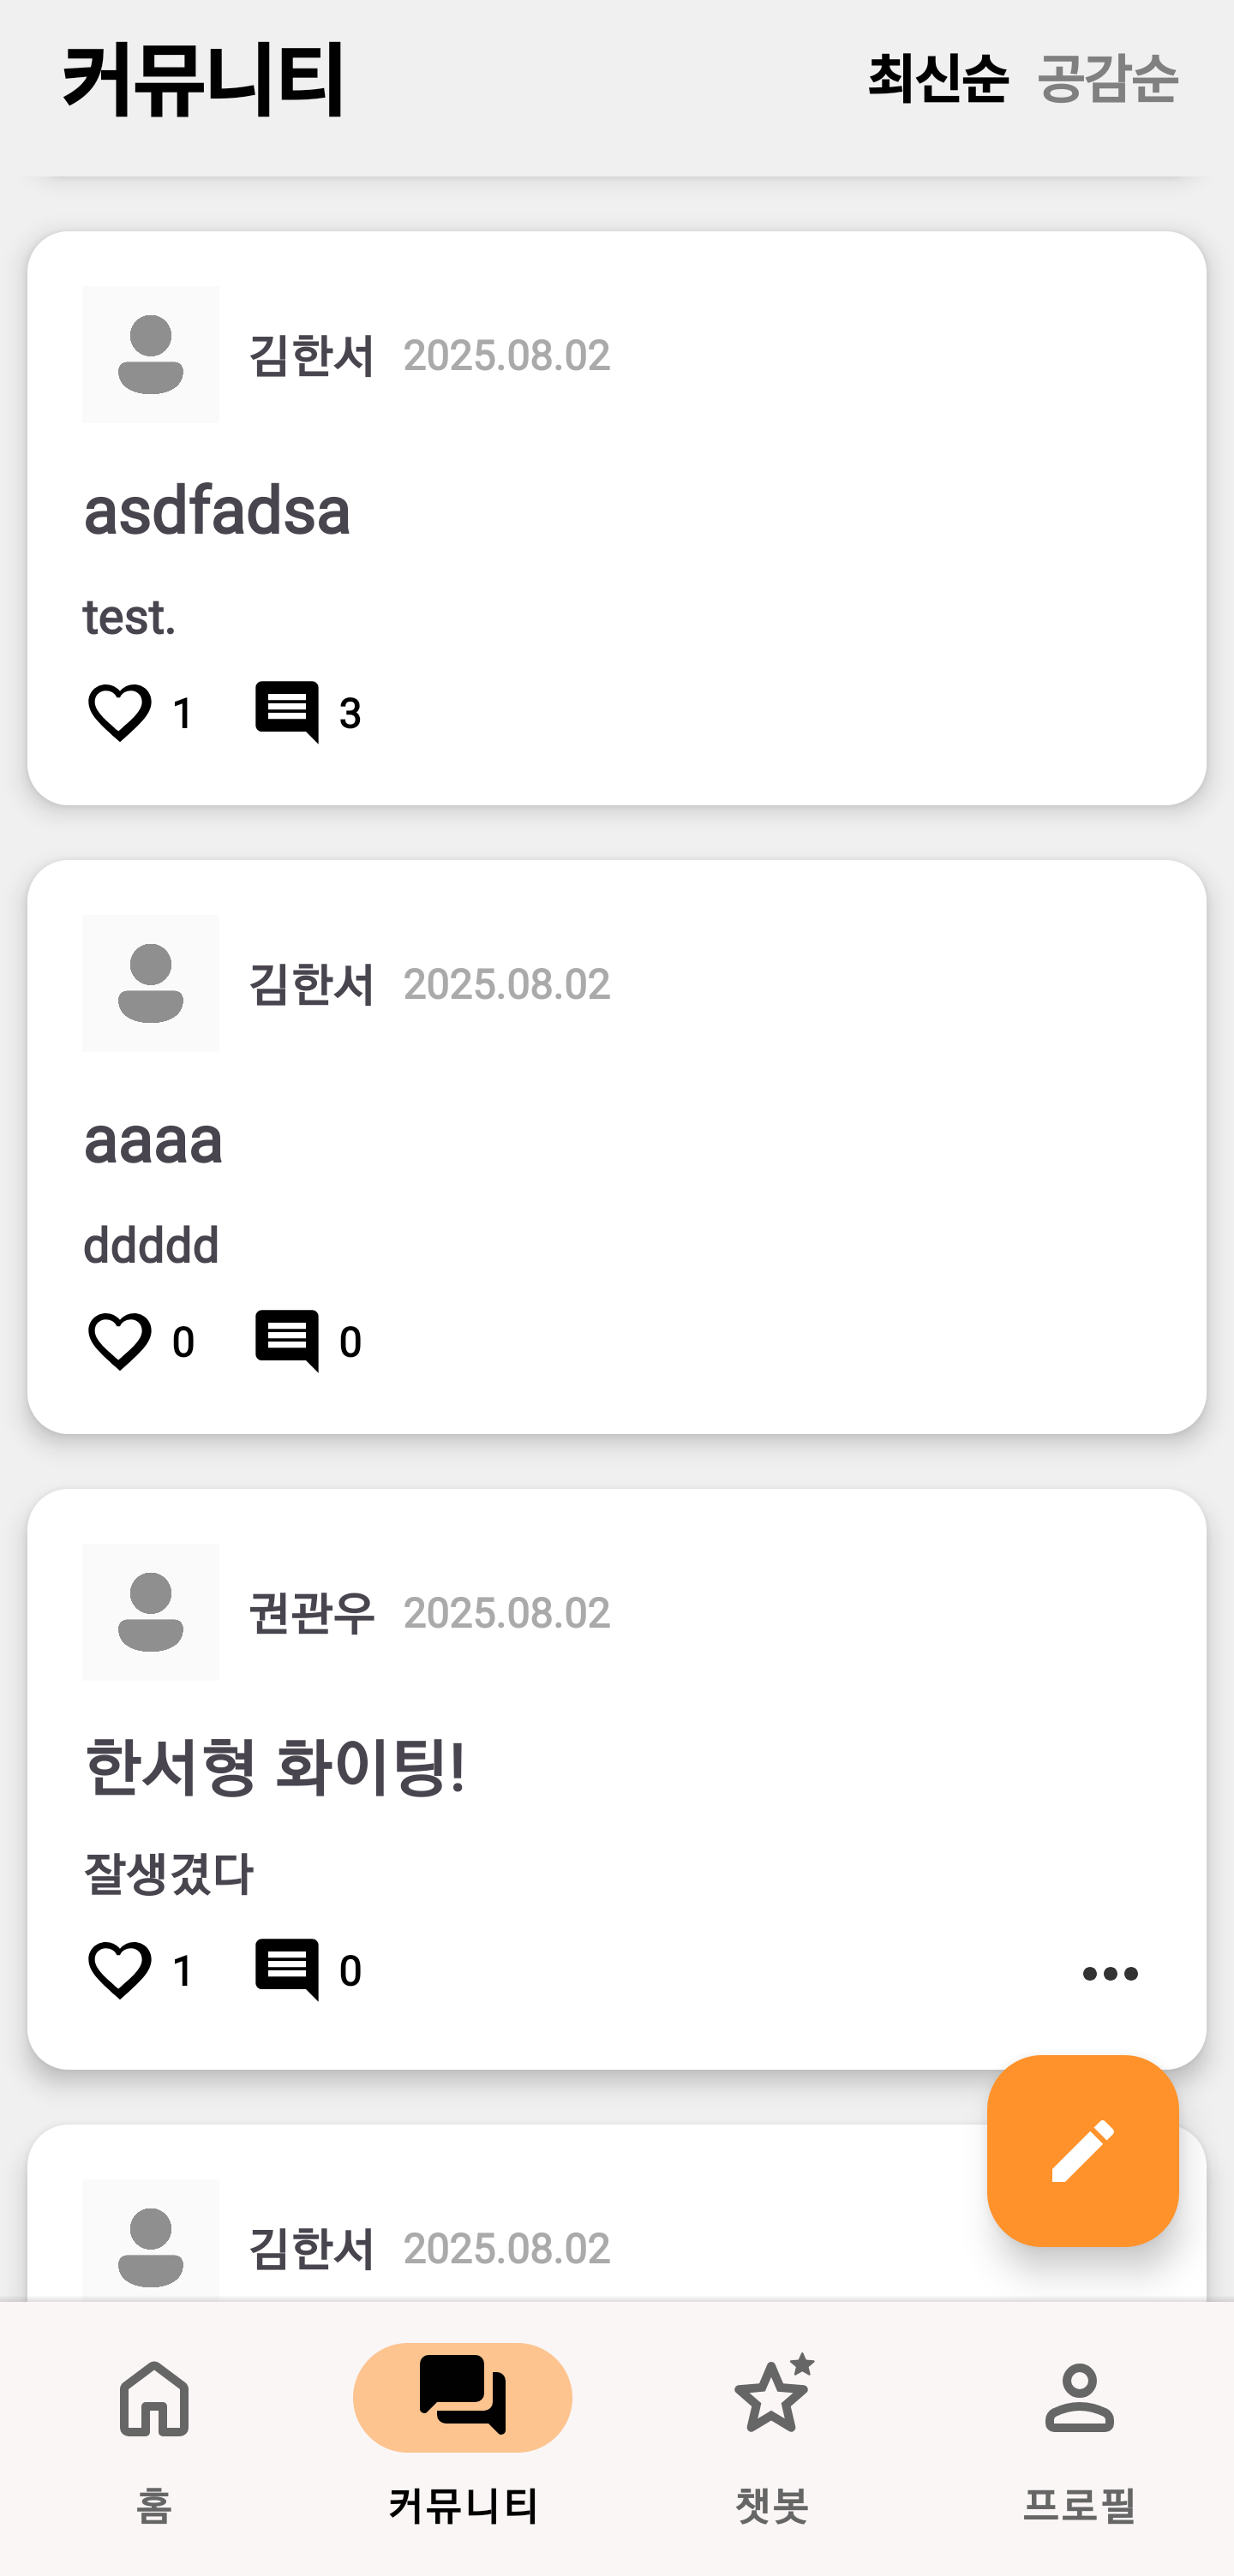 커뮤니티 최신순 공감순
김한서 2025.08.02
asdfadsa
test.
1 3
김한서 2025.08.02
aaaa
ddddd
0 0
권관우 2025.08.02
한서형 화이팅!
잘생겼다
1 0
김한서 2025.08.02
홈 커뮤니티 챗봇 프로필